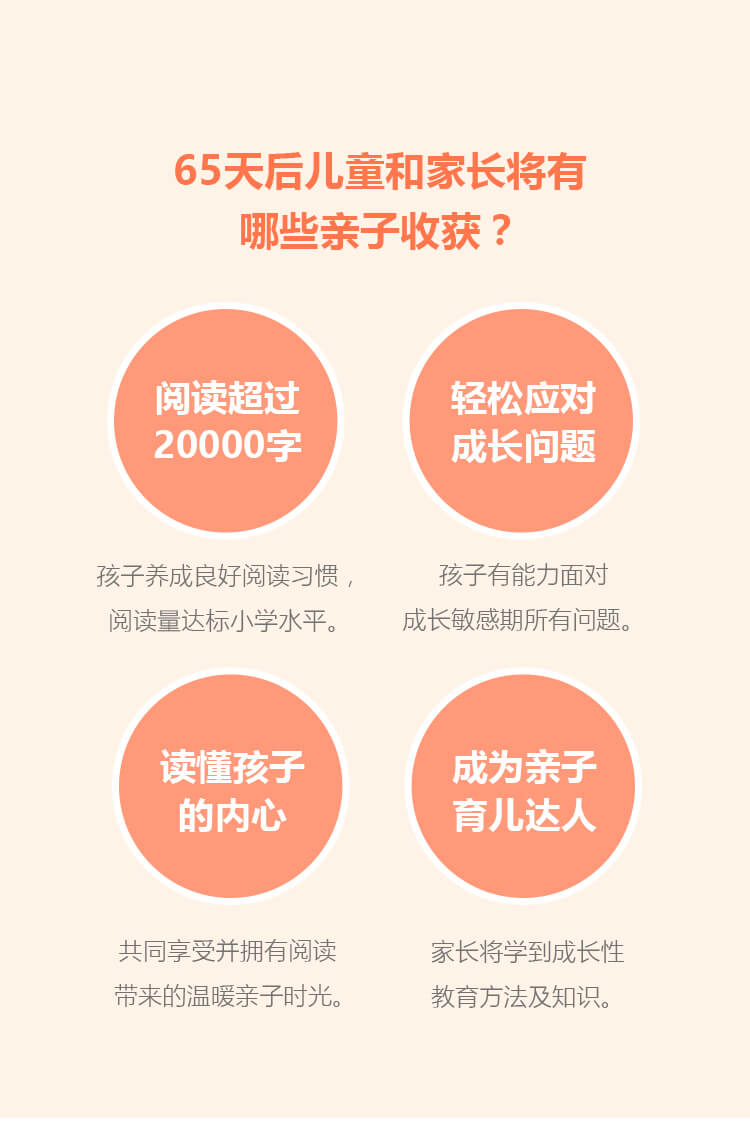 65天后儿童和家长将有
哪些亲子收获？
阅读超过
20000字
轻松应对
成长问题
孩子养成良好阅读习惯，
阅读量达标小学水平。
孩子有能力面对
成长敏感期所有问题。
读懂孩子
的内心
成为亲子
育儿达人
共同享受并拥有阅读
带来的温暖亲子时光。
家长将学到成长性
教育方法及知识。